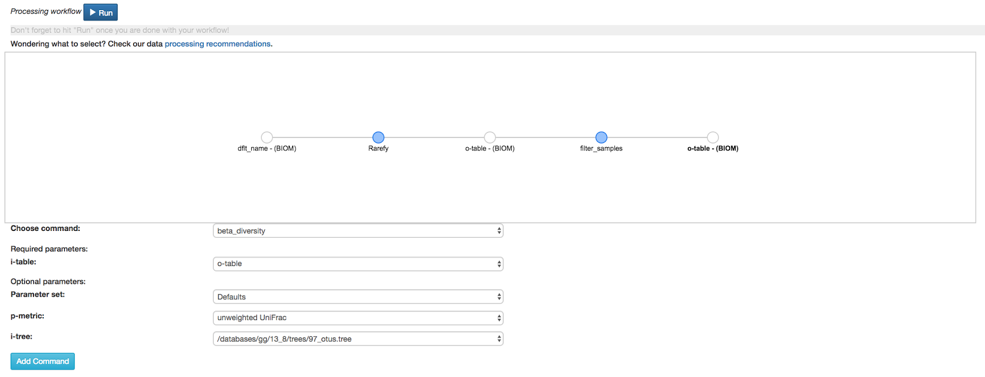 Processing workflow Run
Don't forget to hit "Run" once you are done with your workflow!
Wondering what to select? Check our data processing recommendations.
dflt_name - (BIOM) Rarefy o-table - (BIOM) filter_samples o-table - (BIOM)
Choose command: beta_diversity
Required parameters:
i-table: o-table
Optional parameters:
Parameter set: Defaults
p-metric: unweighted UniFrac
i-tree: /databases/gg/13_8/trees/97_otus.tree
Add Command